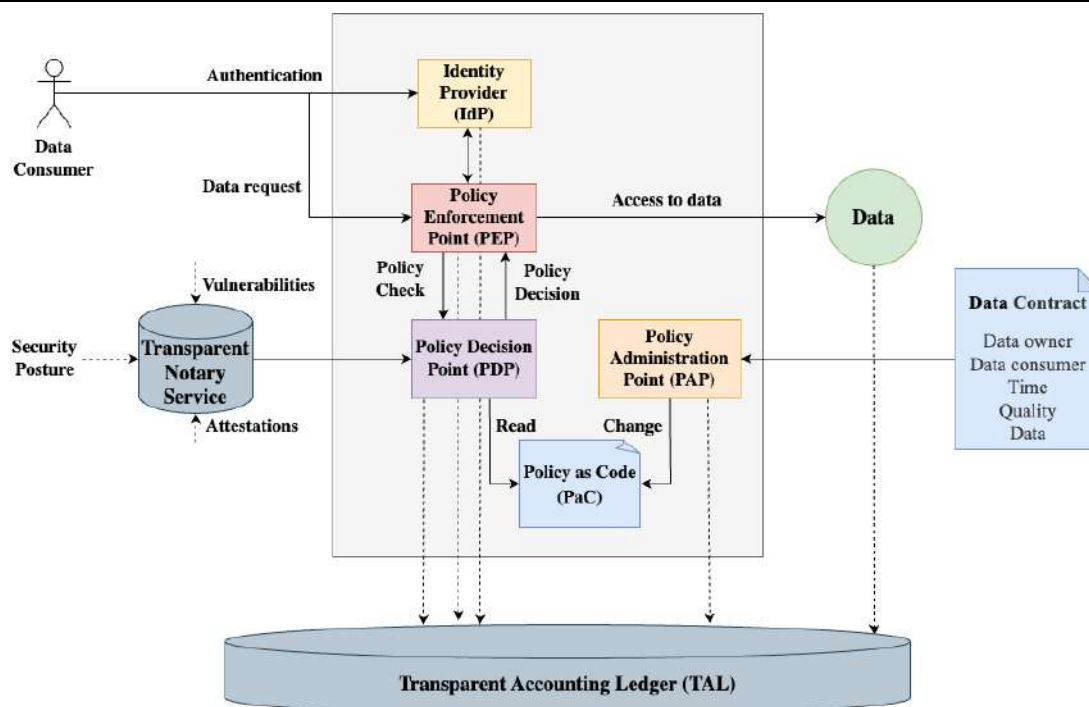 Authentication
Identity
Provider
(IdP)
Data
Consumer
Data request
Policy
Enforcement
Point (PEP)
Access to data
Data
Policy
Check
Policy
Decision
Vulnerabilities
Security
Posture
Transparent
Notary
Service
Attestations
Policy Decision
Point (PDP)
Policy
Administration
Point (PAP)
Data Contract
Data owner
Data consumer
Time
Quality
Data
Read
Change
Policy as Code
(PaC)
Transparent Accounting Ledger (TAL)